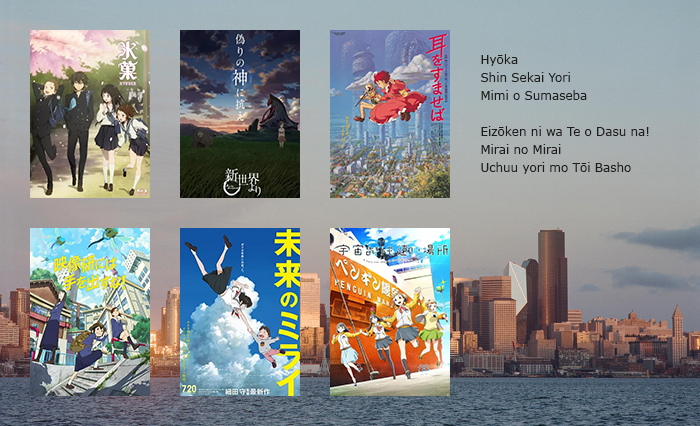 氷菓
HYOUKA
偽りの
神に抗え
新世界より
耳をすませば
Hyōka
Shin Sekai Yori
Mimi o Sumaseba
Eizōken ni wa Te o Dasu na!
Mirai no Mirai
Uchuu yori mo Tōi Basho
映像研には
手を出すな!
未来のミライ
7.20
細田守 最新作
宇宙よりも遠い場所
ペンギン饅
PENGUIN MAN